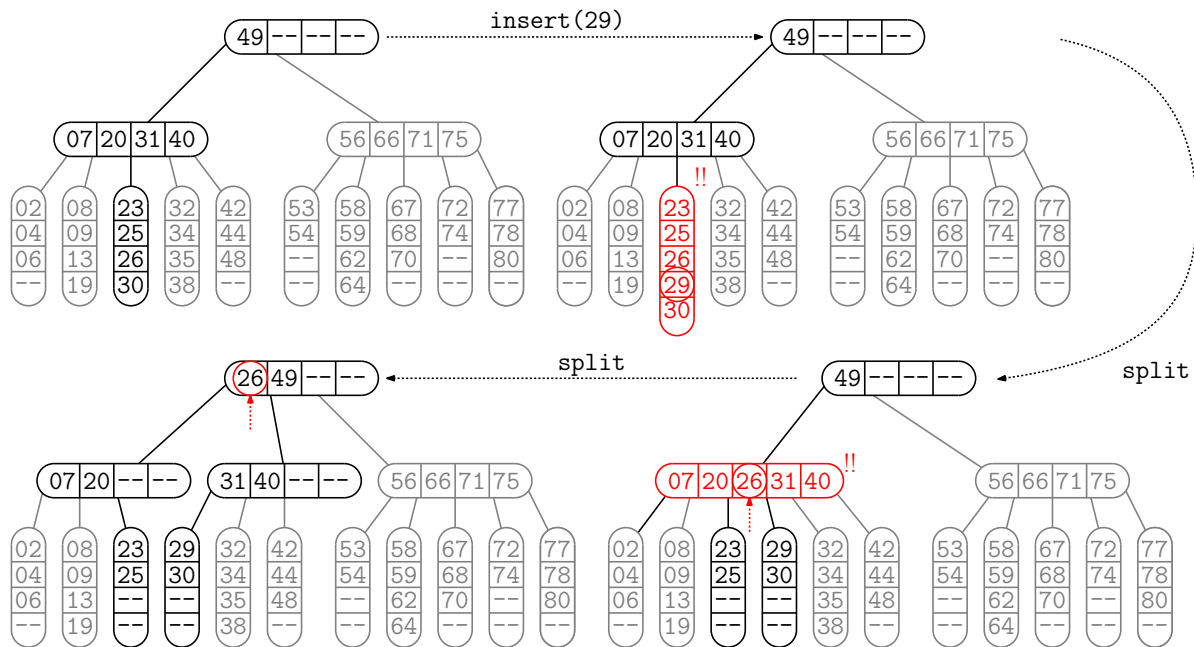 insert(29)
49 -- -- --
49 -- -- --
07 20 31 40
56 66 71 75
07 20 31 40
56 66 71 75
!!
02 08 23 32 42 53 58 67 72 77
04 09 25 34 44 54 59 68 74 78
06 13 26 35 48 -- 62 70 -- 80
-- 19 30 38 -- -- 64 -- -- --
02 08 23 32 42 53 58 67 72 77
04 09 25 34 44 54 59 68 74 78
06 13 26 35 48 -- 62 70 -- 80
-- 19 29 38 -- -- 64 -- -- --
30
split
split
26 49 -- --
49 -- -- --
07 20 -- --
31 40 -- --
56 66 71 75
07 20 26 31 40
!!
56 66 71 75
02 08 23 29 32 42 53 58 67 72 77
04 09 25 30 34 44 54 59 68 74 78
06 13 -- -- 35 48 -- 62 70 -- 80
-- 19 -- -- 38 -- -- 64 -- -- --
02 08 23 29 32 42 53 58 67 72 77
04 09 25 30 34 44 54 59 68 74 78
06 13 -- -- 35 48 -- 62 70 -- 80
-- 19 -- -- 38 -- -- 64 -- -- --